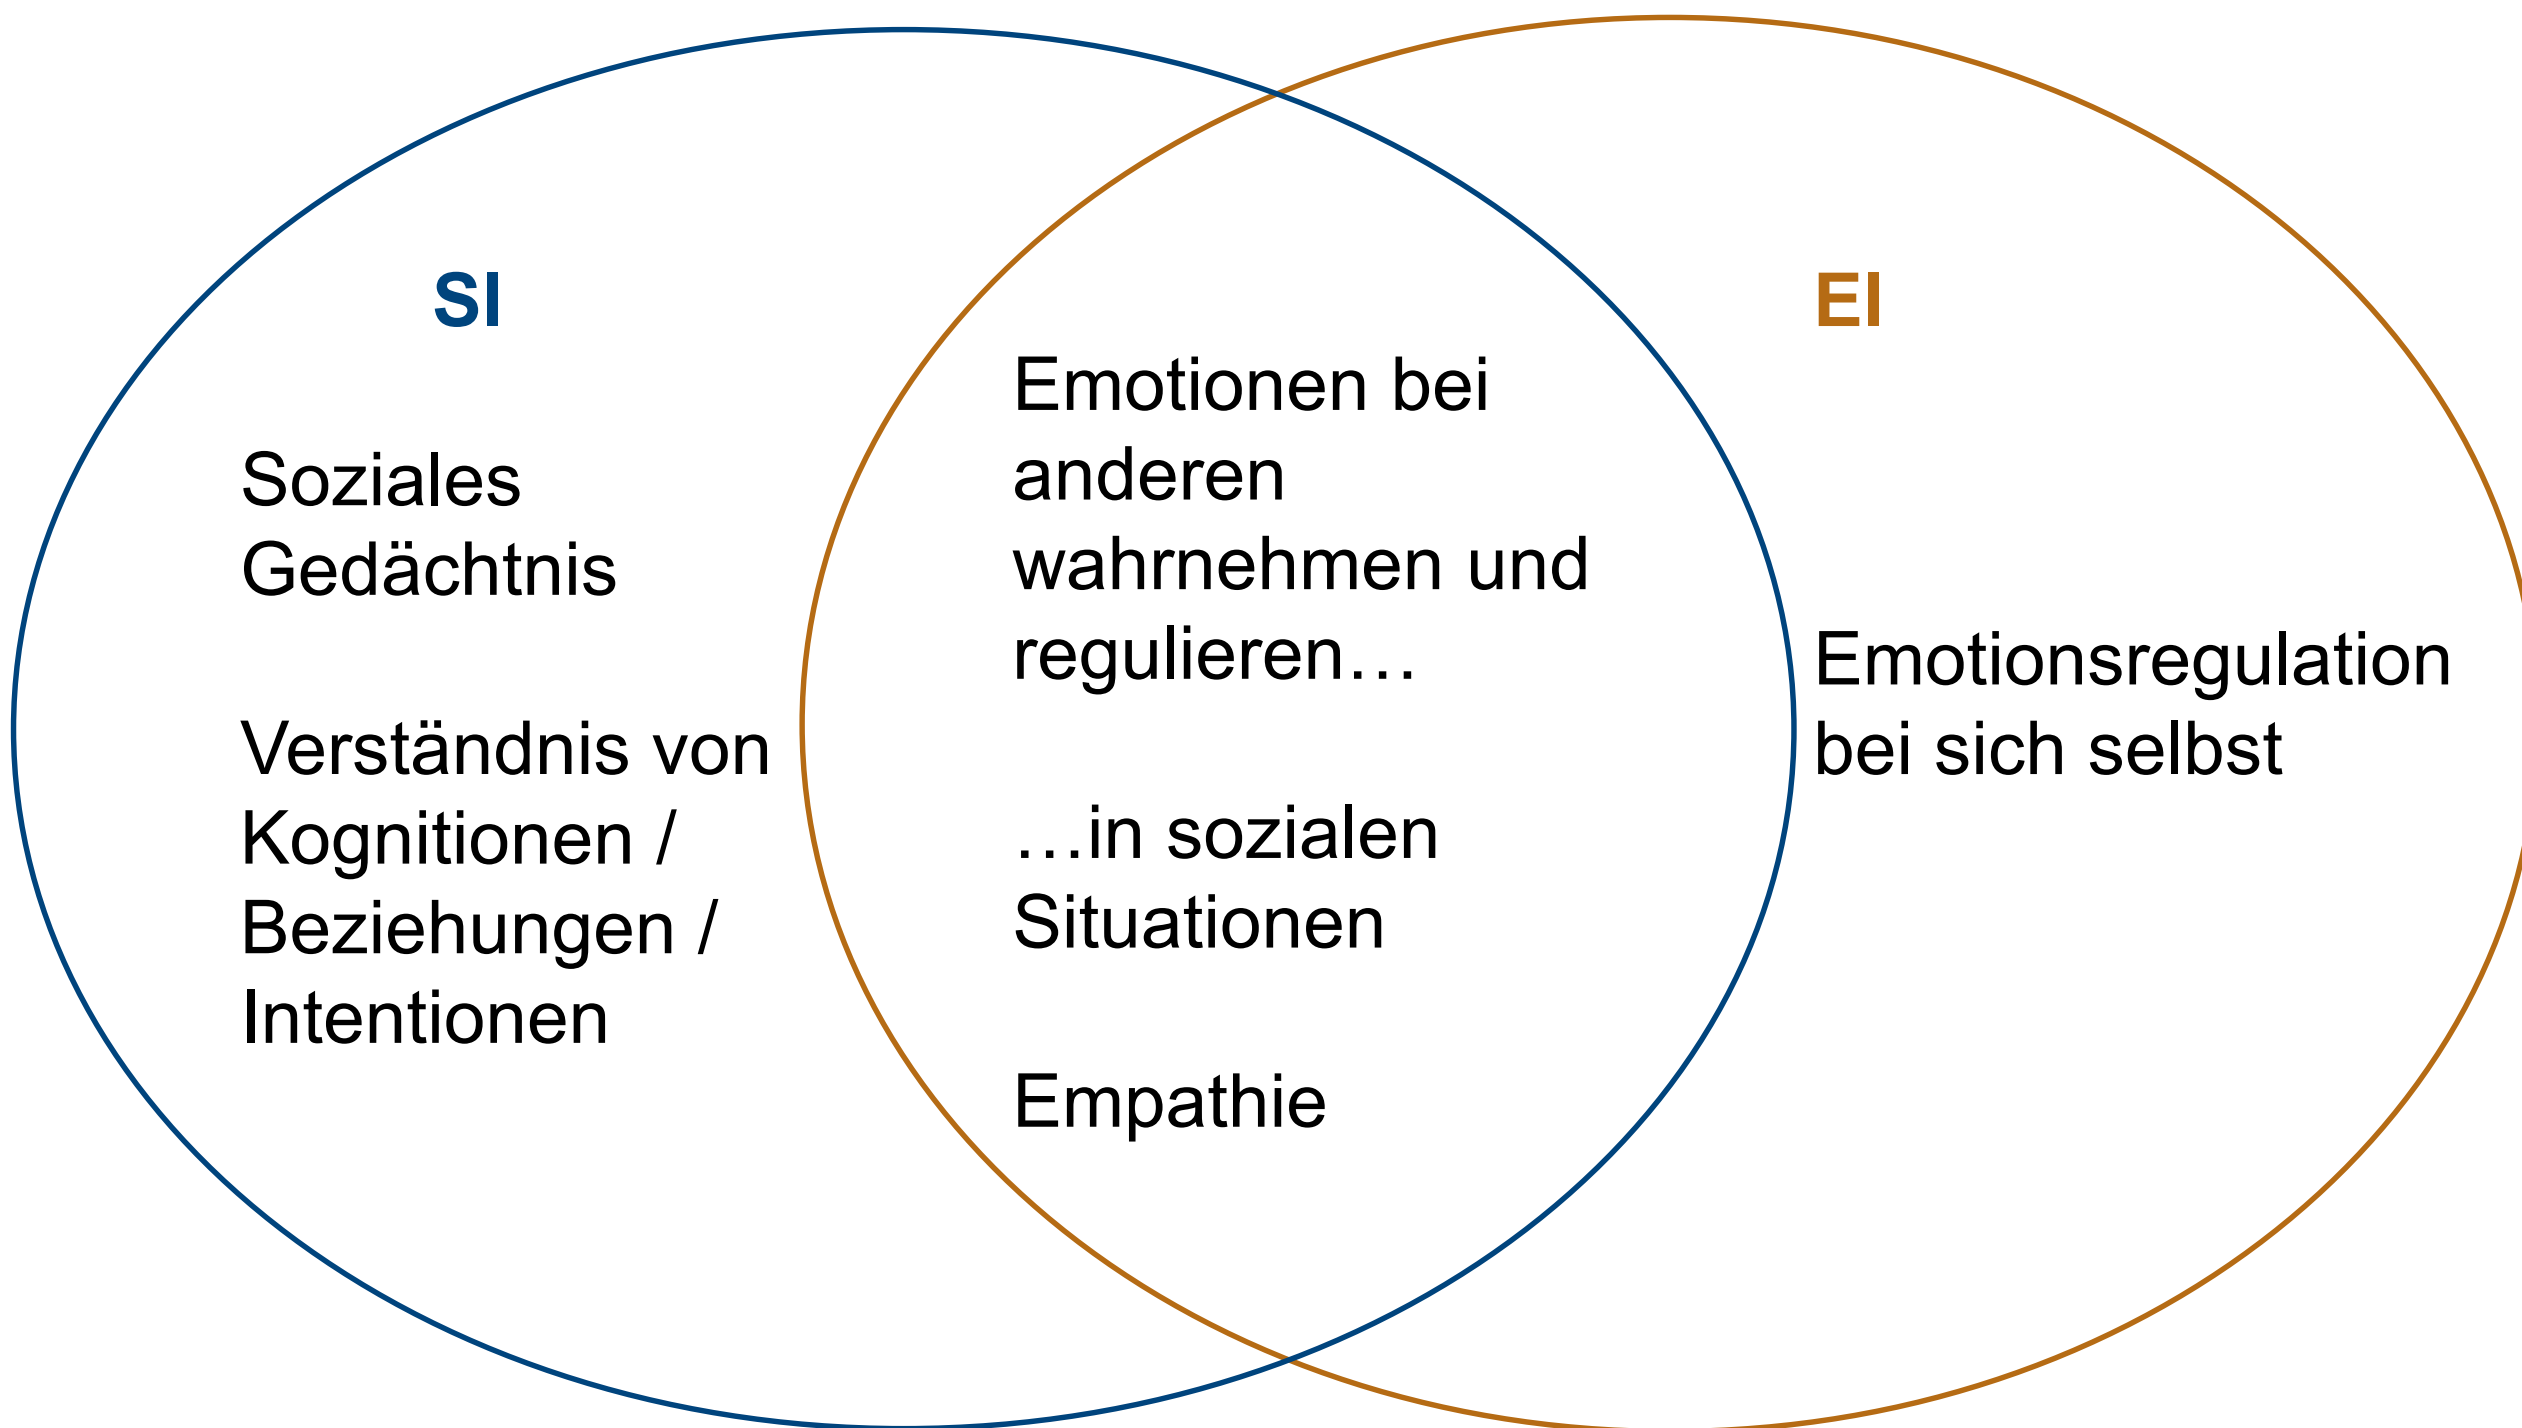 SI
Soziales
Gedächtnis
Verständnis von
Kognitionen /
Beziehungen /
Intentionen
Emotionen bei
anderen
wahrnehmen und
regulieren…
…in sozialen
Situationen
Empathie
EI
Emotionsregulation
bei sich selbst